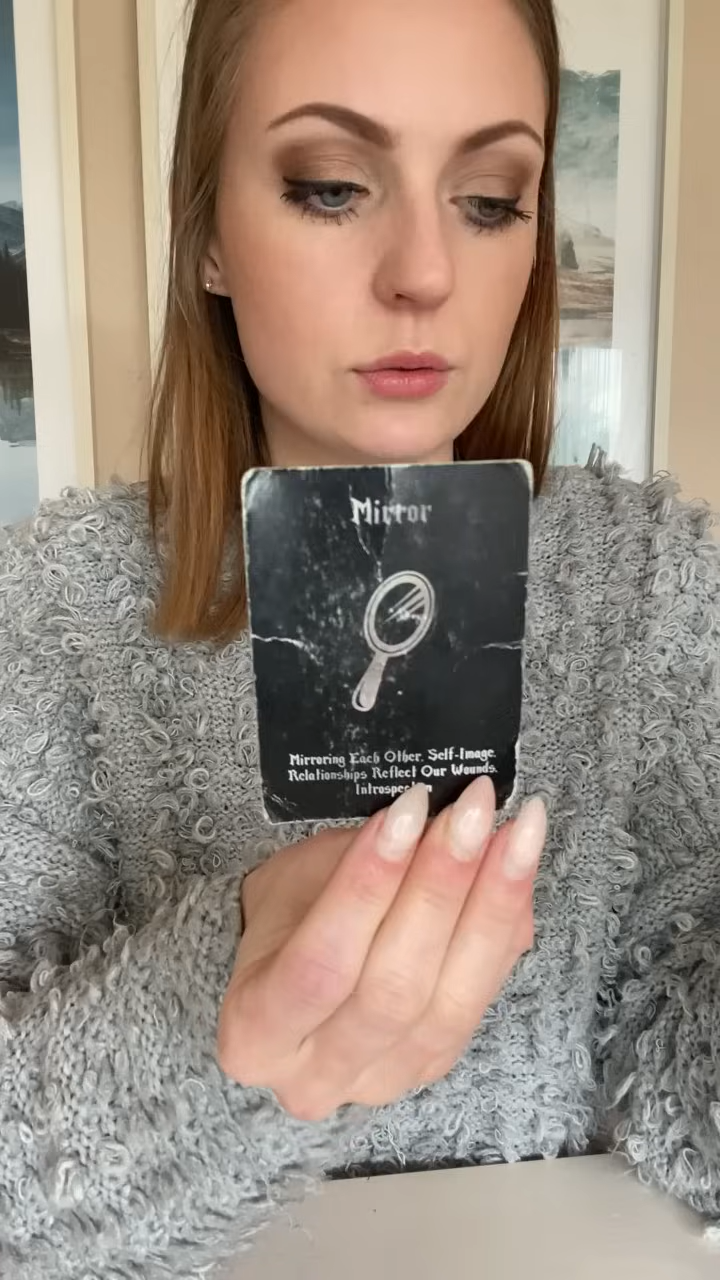 Mirror
Mirroring Each Other. Self-Image.
Relationships Reflect Our Wounds.